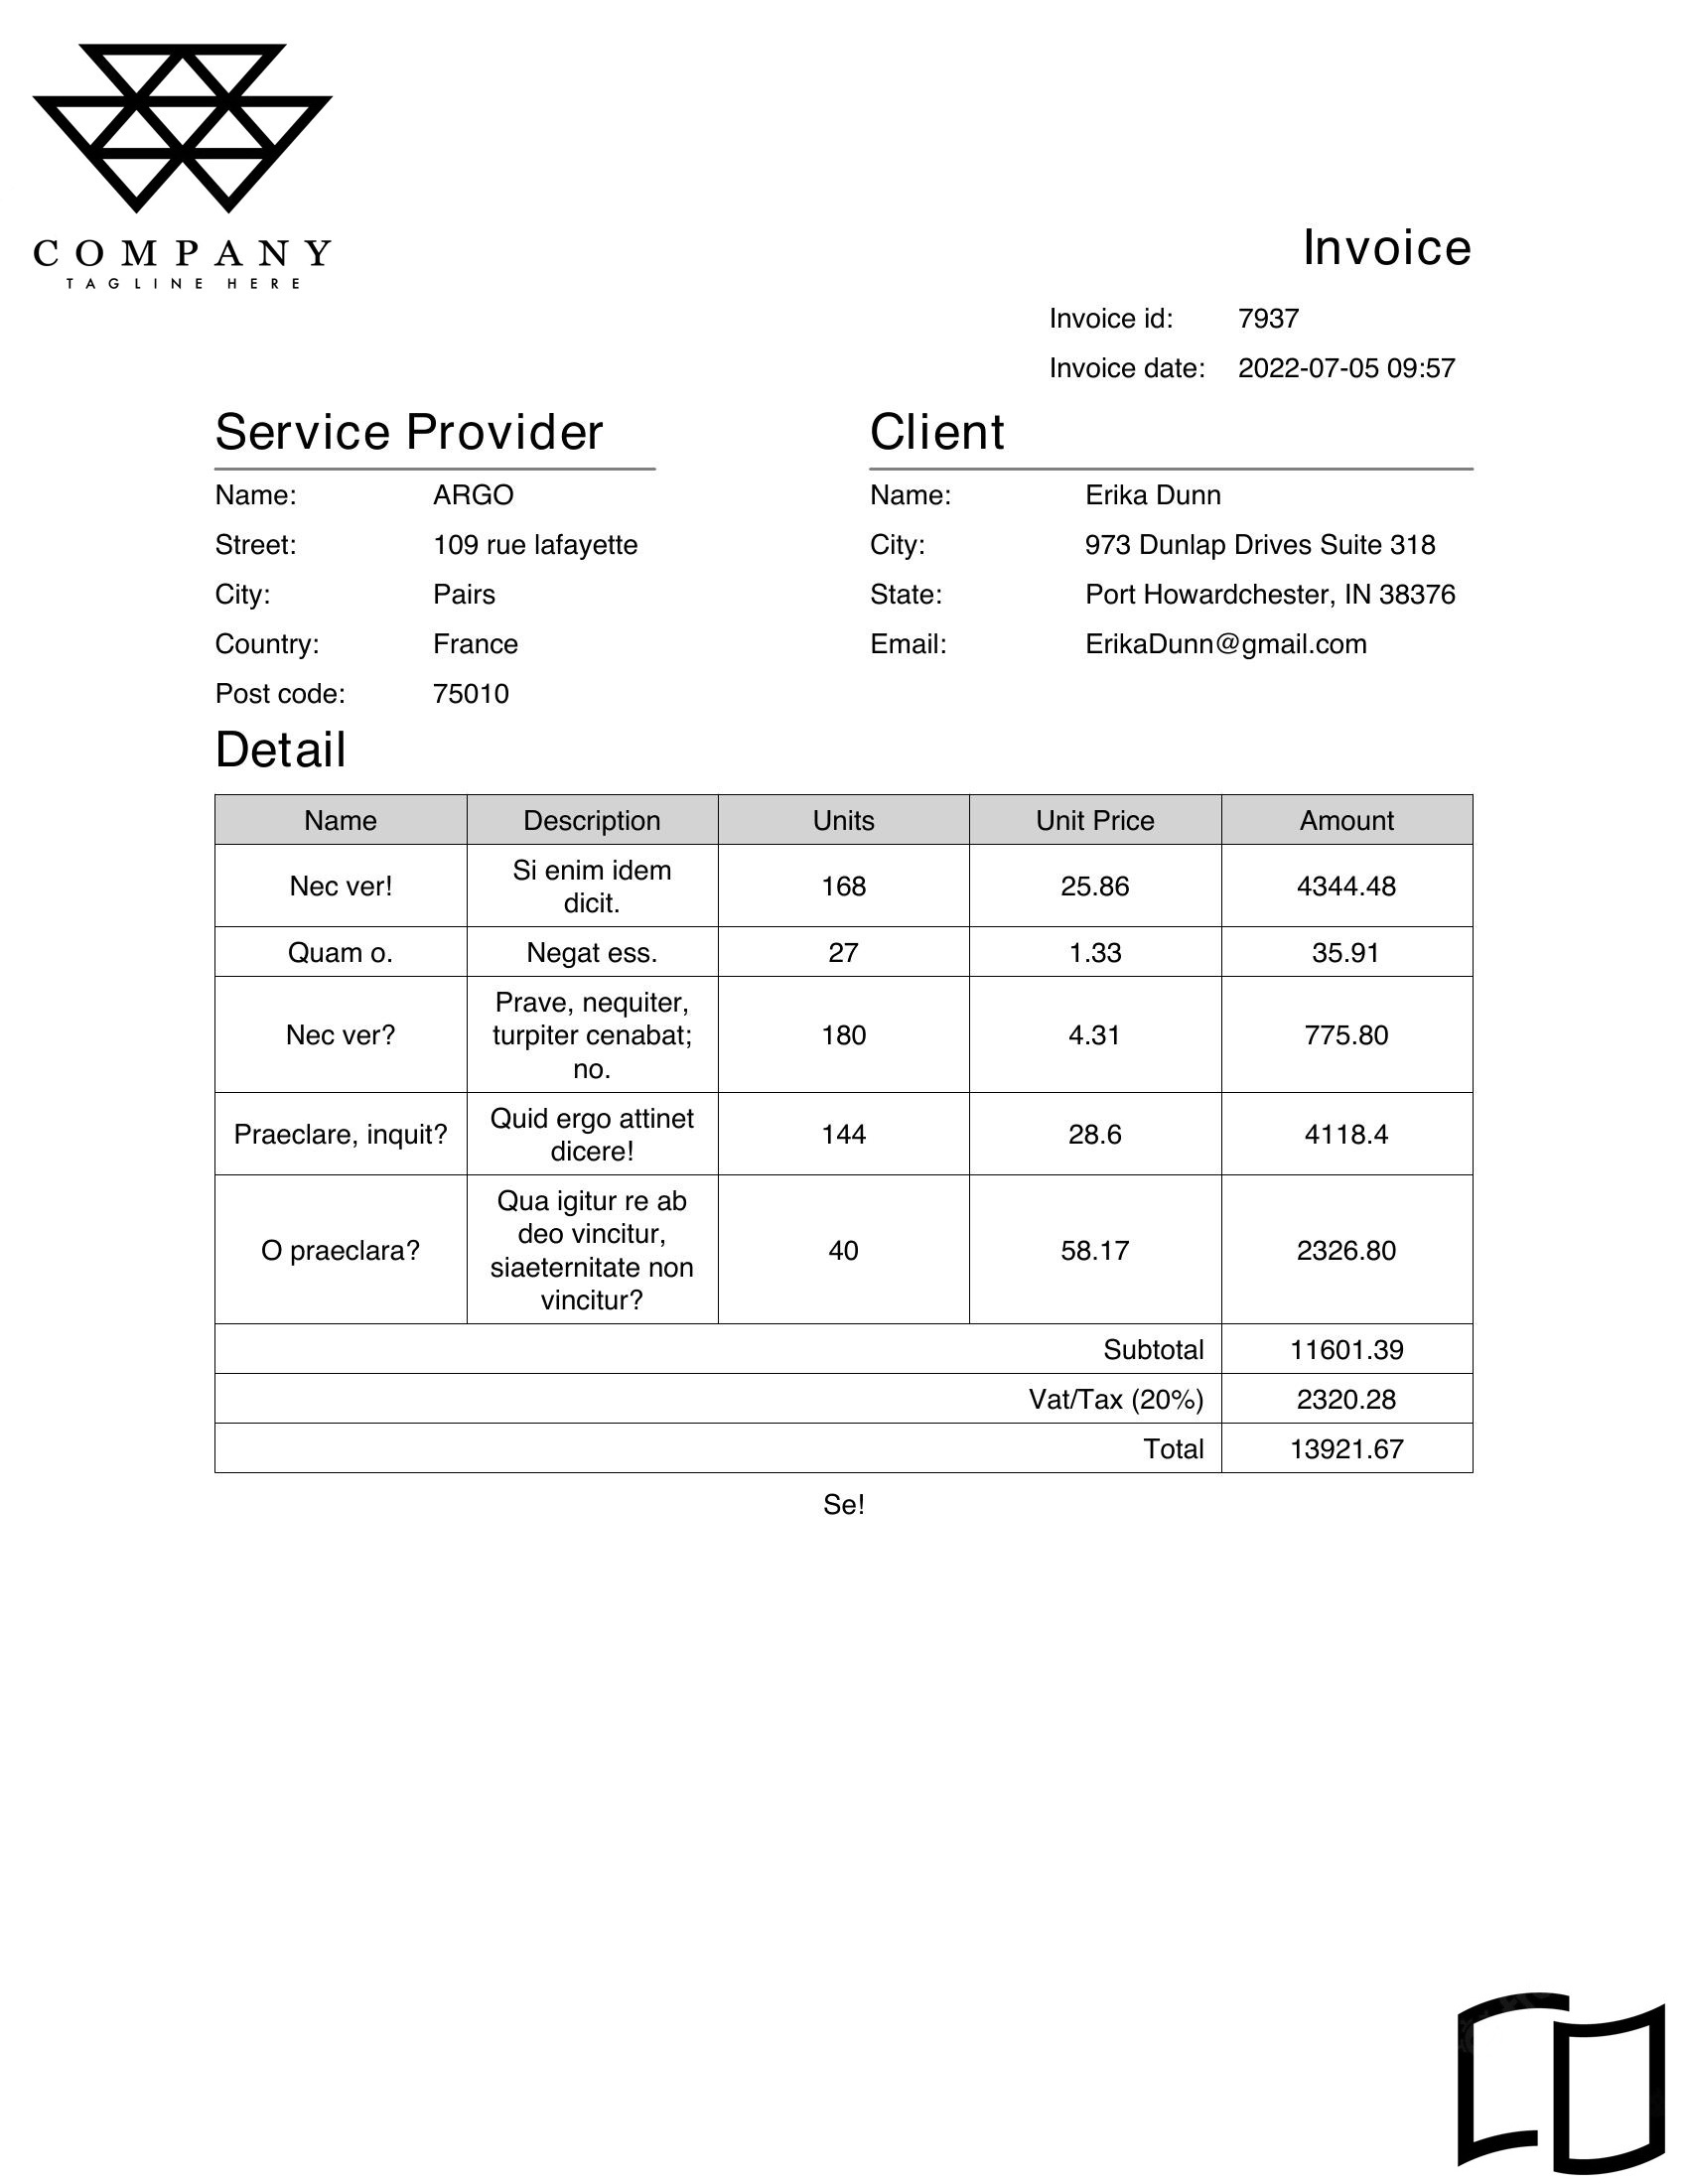 COMPANY
TAGLINE HERE
Invoice
Invoice id: 7937
Invoice date: 2022-07-05 09:57
Service Provider
Name: ARGO
Street: 109 rue lafayette
City: Pairs
Country: France
Post code: 75010
Client
Name: Erika Dunn
City: 973 Dunlap Drives Suite 318
State: Port Howardchester, IN 38376
Email: ErikaDunn@gmail.com
Detail
Name Description Units Unit Price Amount
Nec ver! Si enim idem dicit. 168 25.86 4344.48
Quam o. Negat ess. 27 1.33 35.91
Nec ver? Prave, nequiter, turpiter cenabat; no. 180 4.31 775.80
Praeclare, inquit? Quid ergo attinet dicere! 144 28.6 4118.4
O praeclara? Qua igitur re ab deo vincitur, siaeternitate non vincitur? 40 58.17 2326.80
Subtotal 11601.39
Vat/Tax (20%) 2320.28
Total 13921.67
Se!